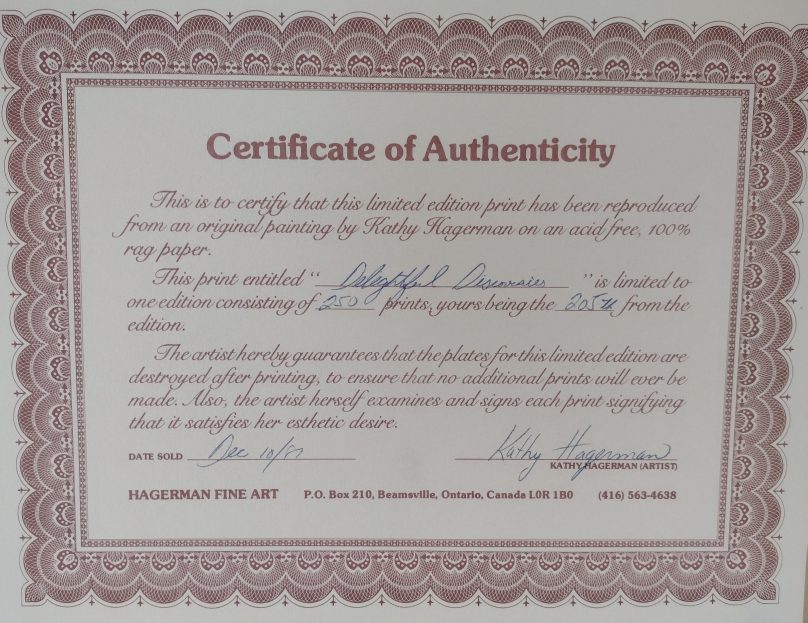 Certificate of Authenticity
This is to certify that this limited edition print has been reproduced
from an original painting by Kathy Hagerman on an acid free, 100%
rag paper.
This print entitled “ Delightful Discoveries ” is limited to
one edition consisting of 250 prints, yours being the 205th from the
edition.
The artist hereby guarantees that the plates for this limited edition are
destroyed after printing, to ensure that no additional prints will ever be
made. Also, the artist herself examines and signs each print signifying
that it satisfies her esthetic desire.
DATE SOLD Dec 10/87 Kathy Hagerman
KATHY HAGERMAN (ARTIST)
HAGERMAN FINE ART P.O. Box 210, Beamsville, Ontario, Canada L0R 1B0 (416) 563-4638